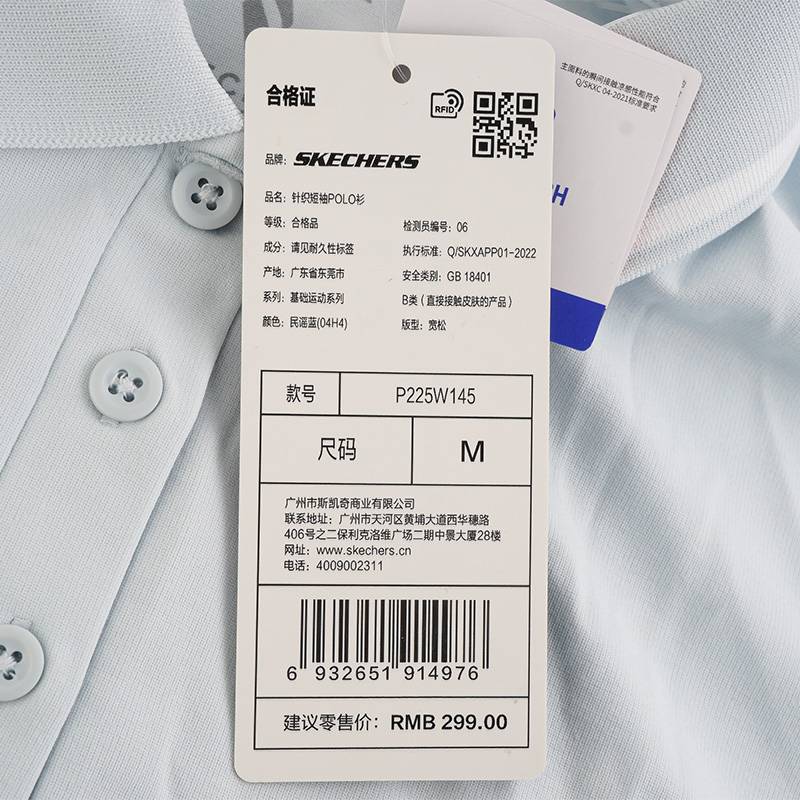 合格证
RFID
品牌: SKECHERS
品名: 针织短袖POLO衫
等级: 合格品
检测员编号: 06
成分: 请见耐久性标签
执行标准: Q/SKXAPP01-2022
产地: 广东省东莞市
安全类别: GB 18401
系列: 基础运动系列
B类（直接接触皮肤的产品）
颜色: 民谣蓝(04H4)
版型: 宽松
款号 P225W145
尺码 M
广州市斯凯奇商业有限公司
联系地址: 广州市天河区黄埔大道西华穗路
406号之二保利克洛维广场二期中景大厦28楼
网址: www.skechers.cn
电话: 4009002311
6 932651 914976
建议零售价: RMB 299.00
主面料的瞬间接触凉感性能符合
Q/SKXC 04-2021标准要求